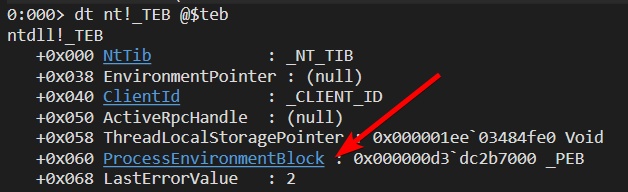 0:000> dt nt!_TEB @$teb
ntdll!_TEB
+0x000 NtTib : _NT_TIB
+0x038 EnvironmentPointer : (null)
+0x040 ClientId : _CLIENT_ID
+0x050 ActiveRpcHandle : (null)
+0x058 ThreadLocalStoragePointer : 0x000001ee`03484fe0 Void
+0x060 ProcessEnvironmentBlock : 0x000000d3`dc2b7000 _PEB
+0x068 LastErrorValue : 2